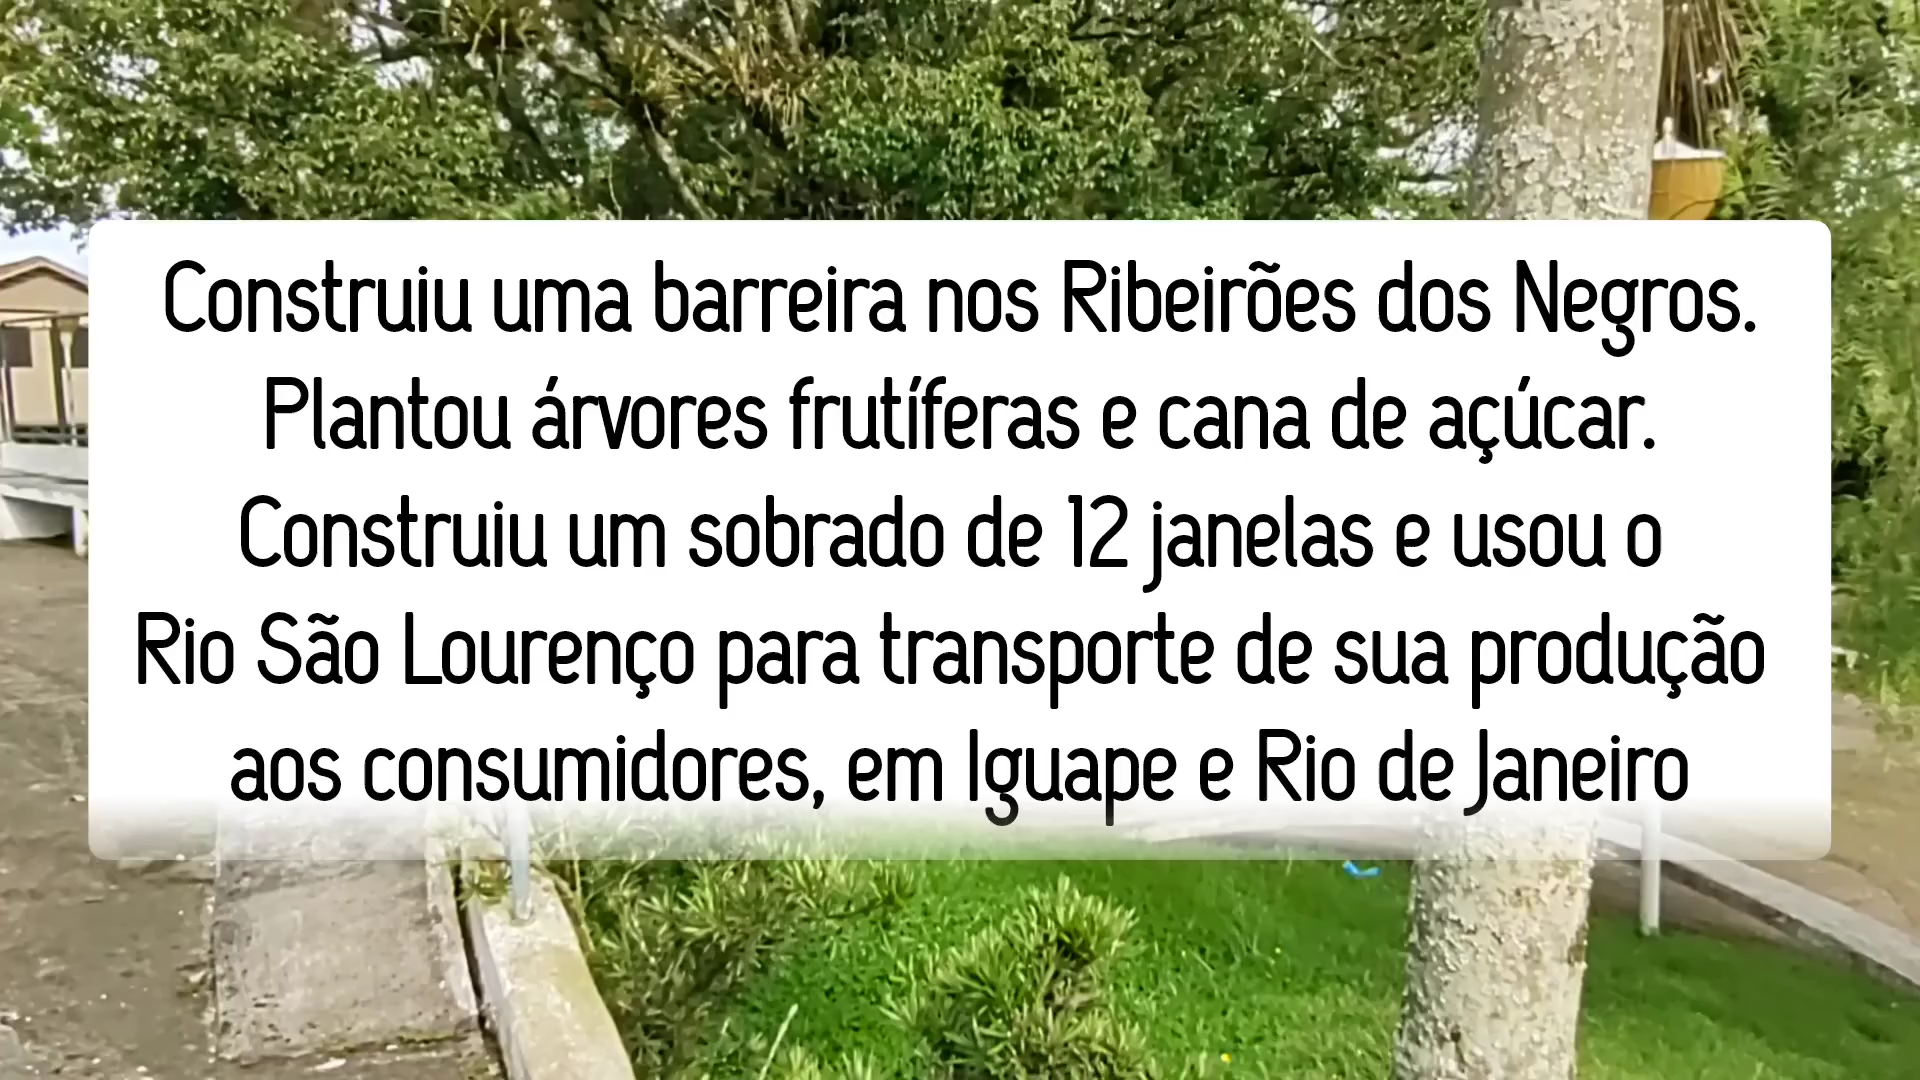 Construiu uma barreira nos Ribeirões dos Negros.
Plantou árvores frutíferas e cana de açúcar.
Construiu um sobrado de 12 janelas e usou o
Rio São Lourenço para transporte de sua produção
aos consumidores, em Iguape e Rio de Janeiro